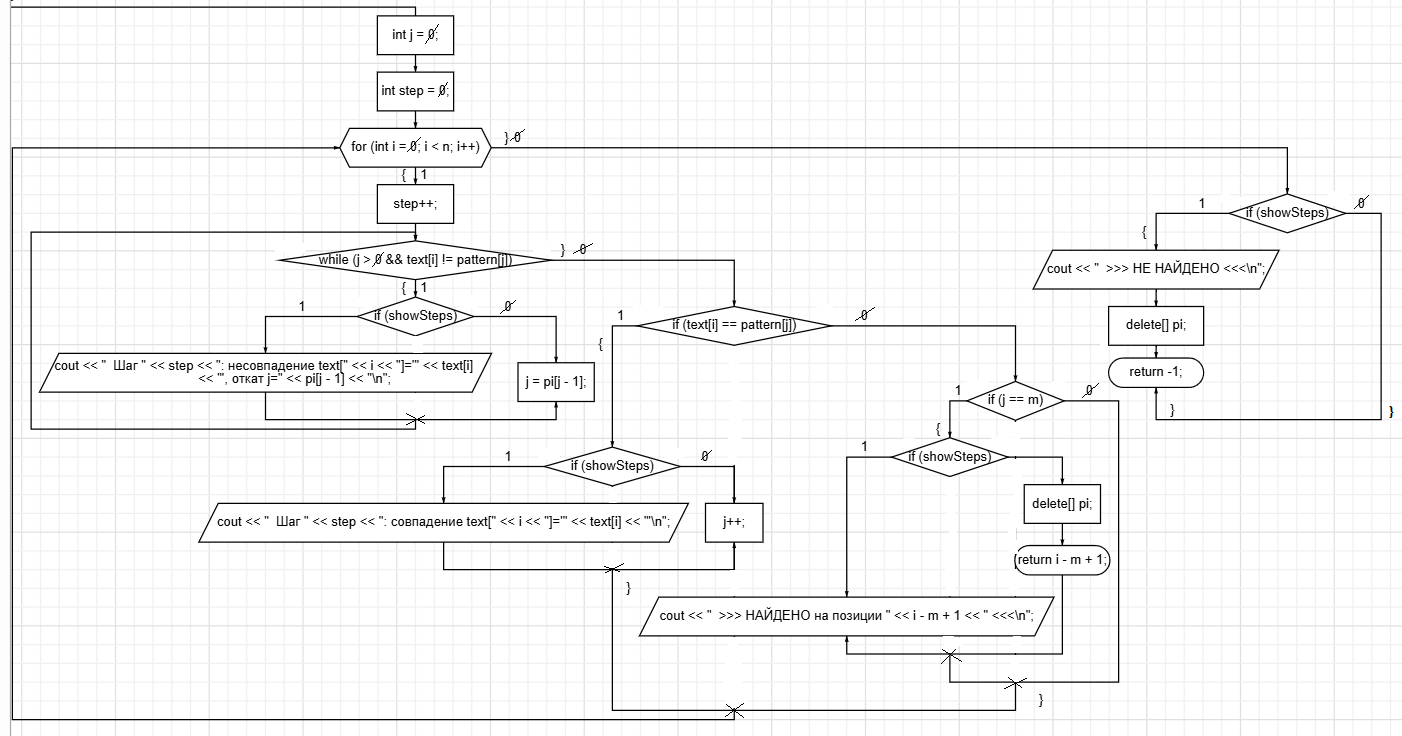 int j = 0;
int step = 0;
for (int i = 0; i < n; i++)
} 0
{ 1
step++;
while (j > 0 && text[i] != pattern[j])
} 0
{ 1
if (showSteps)
1
0
cout << "  Шаг " << step << ": несовпадение text[" << i << "]='" << text[i]
<< "', откат j=" << pi[j - 1] << "\n";
j = pi[j - 1];
if (text[i] == pattern[j])
1
0
{
if (showSteps)
1
0
cout << "  Шаг " << step << ": совпадение text[" << i << "]='" << text[i] << "'\n";
j++;
}
if (j == m)
1
0
{
if (showSteps)
1
delete[] pi;
return i - m + 1;
cout << "  >>> НАЙДЕНО на позиции " << i - m + 1 << " <<<\n";
}
if (showSteps)
1
0
{
cout << "  >>> НЕ НАЙДЕНО <<<\n";
delete[] pi;
return -1;
}
}